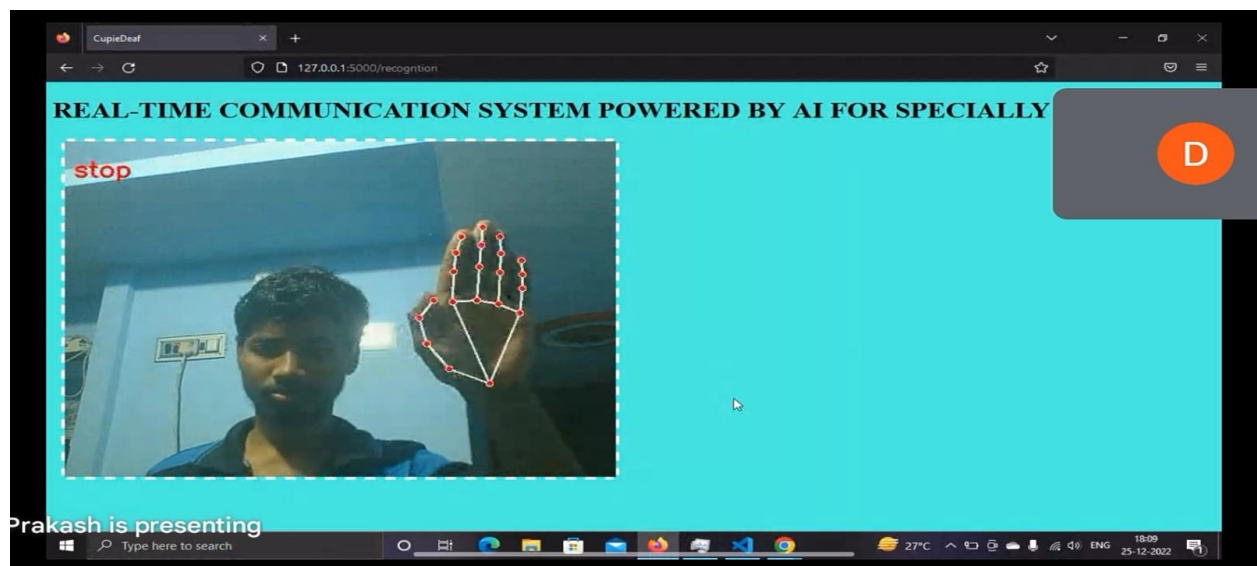 CupieDeaf
127.0.0.1:5000/recogntion
REAL-TIME COMMUNICATION SYSTEM POWERED BY AI FOR SPECIALLY
D
stop
Prakash is presenting
Type here to search
27°C
ENG
18:09
25-12-2022
1